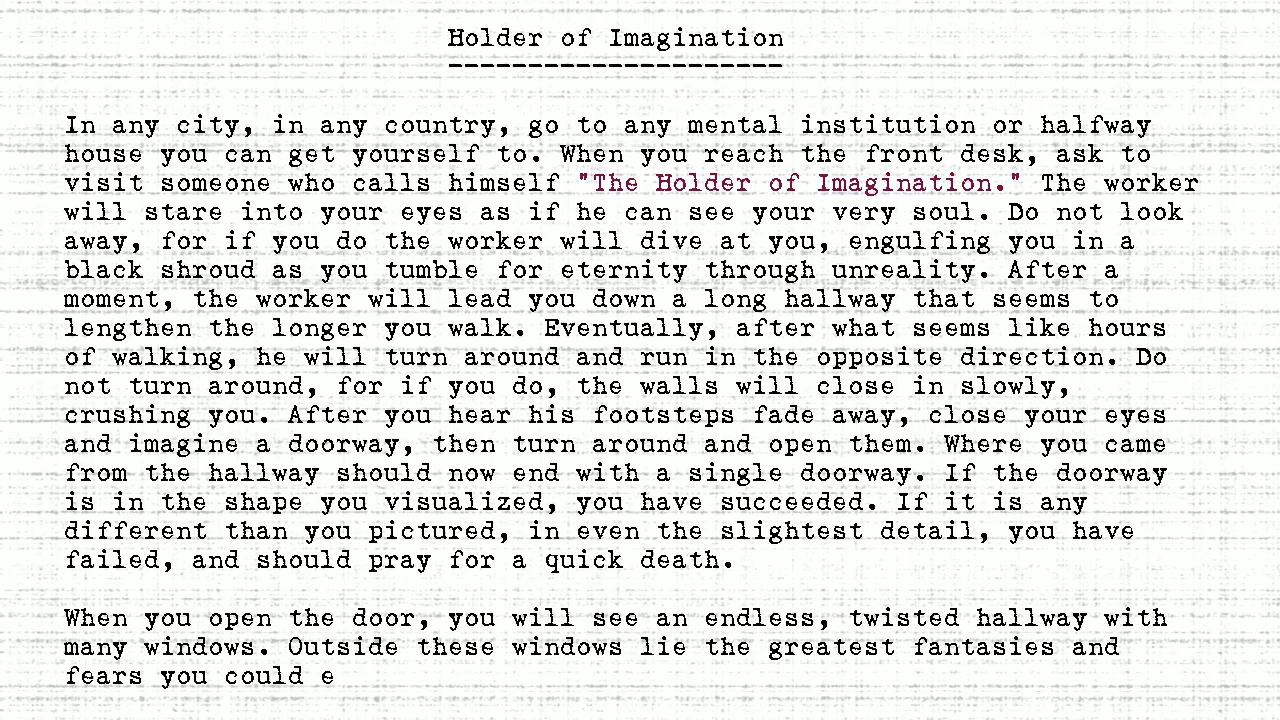 Holder of Imagination
---------------------
In any city, in any country, go to any mental institution or halfway
house you can get yourself to. When you reach the front desk, ask to
visit someone who calls himself "The Holder of Imagination." The worker
will stare into your eyes as if he can see your very soul. Do not look
away, for if you do the worker will dive at you, engulfing you in a
black shroud as you tumble for eternity through unreality. After a
moment, the worker will lead you down a long hallway that seems to
lengthen the longer you walk. Eventually, after what seems like hours
of walking, he will turn around and run in the opposite direction. Do
not turn around, for if you do, the walls will close in slowly,
crushing you. After you hear his footsteps fade away, close your eyes
and imagine a doorway, then turn around and open them. Where you came
from the hallway should now end with a single doorway. If the doorway
is in the shape you visualized, you have succeeded. If it is any
different than you pictured, in even the slightest detail, you have
failed, and should pray for a quick death.
When you open the door, you will see an endless, twisted hallway with
many windows. Outside these windows lie the greatest fantasies and
fears you could e